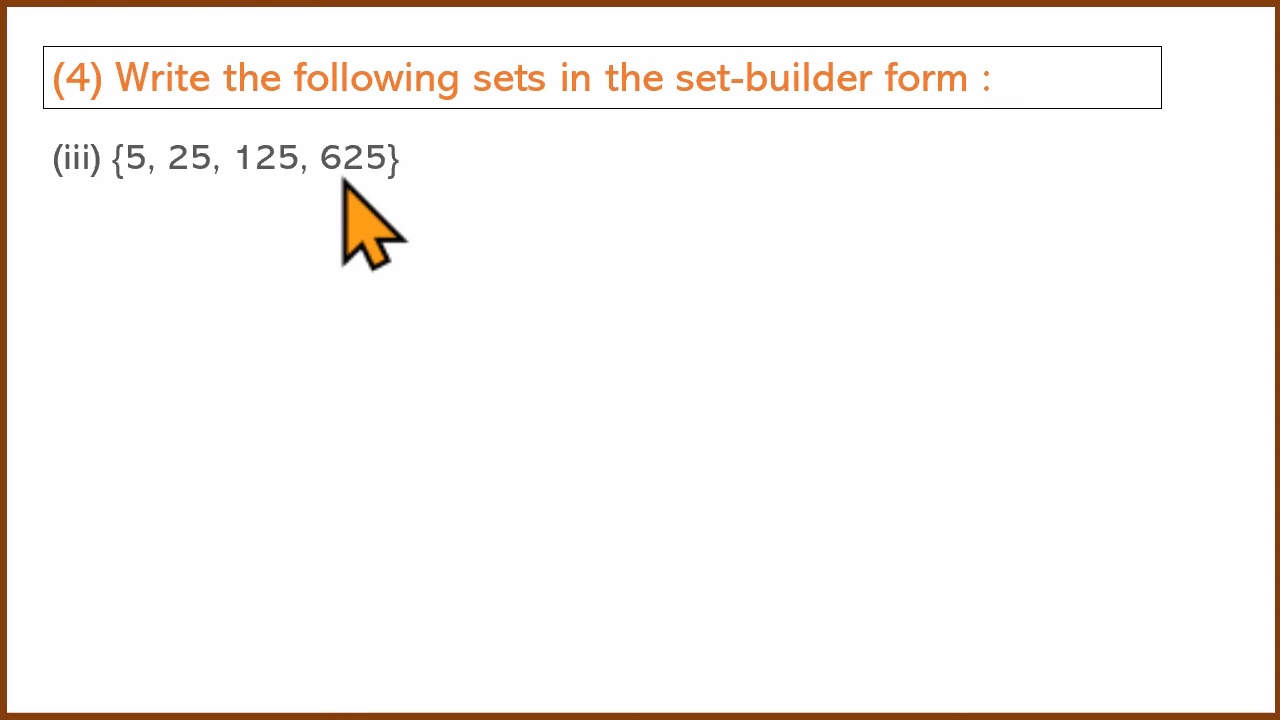 (4) Write the following sets in the set-builder form :
(iii) {5, 25, 125, 625}